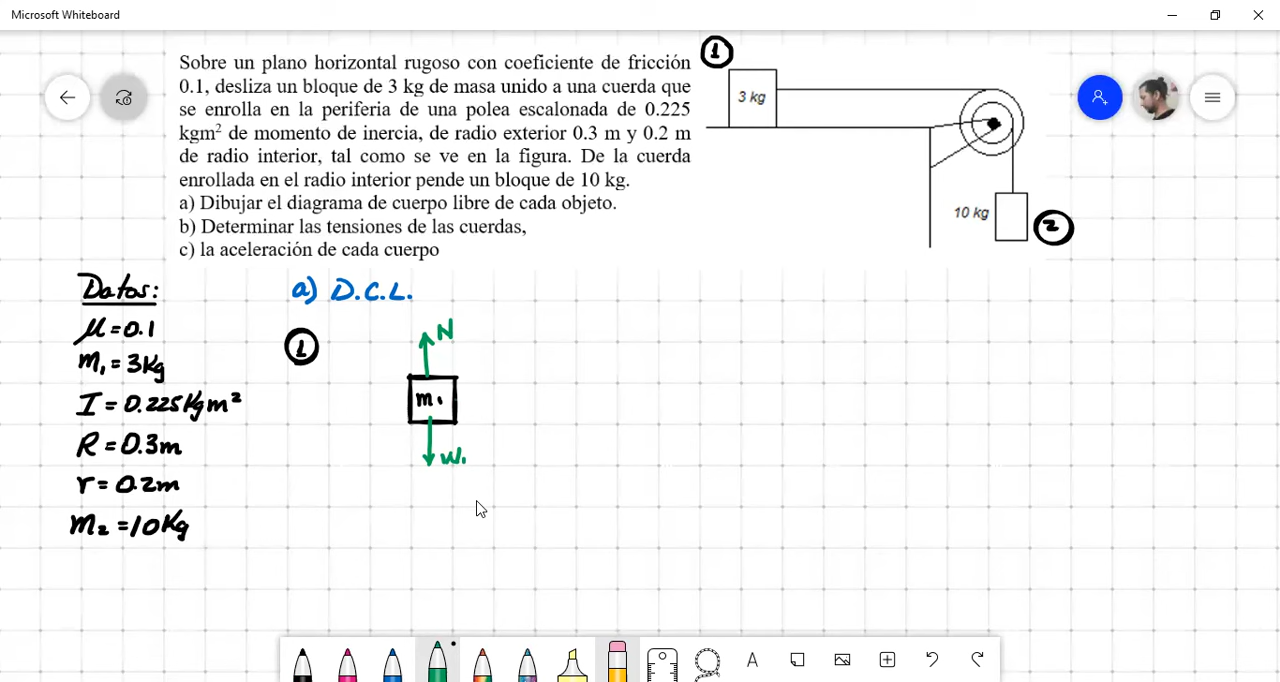 Microsoft Whiteboard
Sobre un plano horizontal rugoso con coeficiente de fricción
0.1, desliza un bloque de 3 kg de masa unido a una cuerda que
se enrolla en la periferia de una polea escalonada de 0.225
kgm² de momento de inercia, de radio exterior 0.3 m y 0.2 m
de radio interior, tal como se ve en la figura. De la cuerda
enrollada en el radio interior pende un bloque de 10 kg.
a) Dibujar el diagrama de cuerpo libre de cada objeto.
b) Determinar las tensiones de las cuerdas,
c) la aceleración de cada cuerpo
1
3 kg
10 kg
2
Datos:
μ = 0.1
m₁ = 3Kg
I = 0.225Kgm²
R = 0.3m
r = 0.2m
m₂ = 10Kg
a) D.C.L.
1
N
m₁
W₁
A